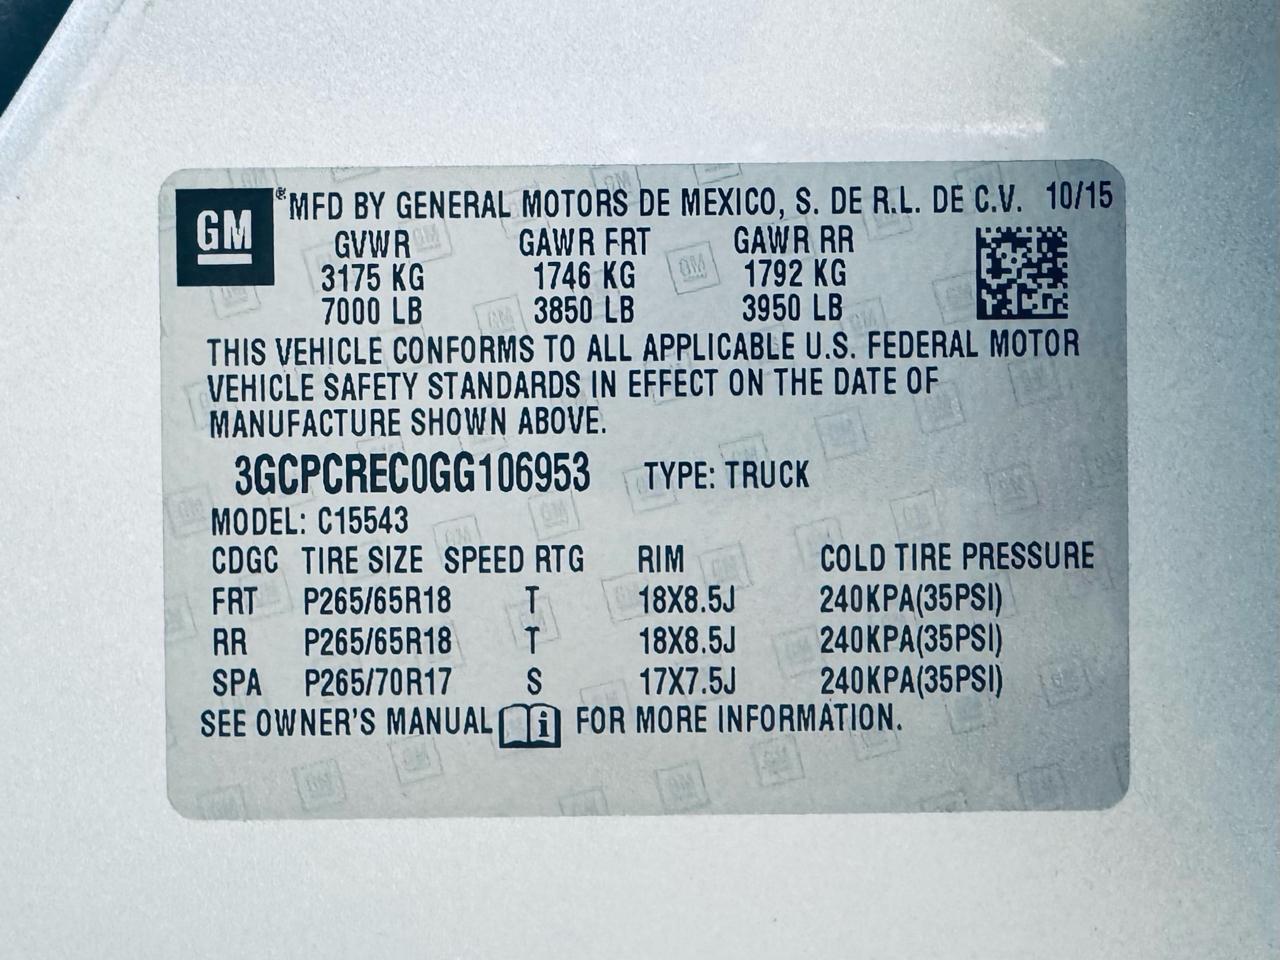 GM ® MFD BY GENERAL MOTORS DE MEXICO, S. DE R.L. DE C.V. 10/15
GVWR GAWR FRT GAWR RR
3175 KG 1746 KG 1792 KG
7000 LB 3850 LB 3950 LB
THIS VEHICLE CONFORMS TO ALL APPLICABLE U.S. FEDERAL MOTOR
VEHICLE SAFETY STANDARDS IN EFFECT ON THE DATE OF
MANUFACTURE SHOWN ABOVE.
3GCPCREC0GG106953 TYPE: TRUCK
MODEL: C15543
CDGC TIRE SIZE SPEED RTG RIM COLD TIRE PRESSURE
FRT P265/65R18 T 18X8.5J 240KPA(35PSI)
RR P265/65R18 T 18X8.5J 240KPA(35PSI)
SPA P265/70R17 S 17X7.5J 240KPA(35PSI)
SEE OWNER'S MANUAL i FOR MORE INFORMATION.